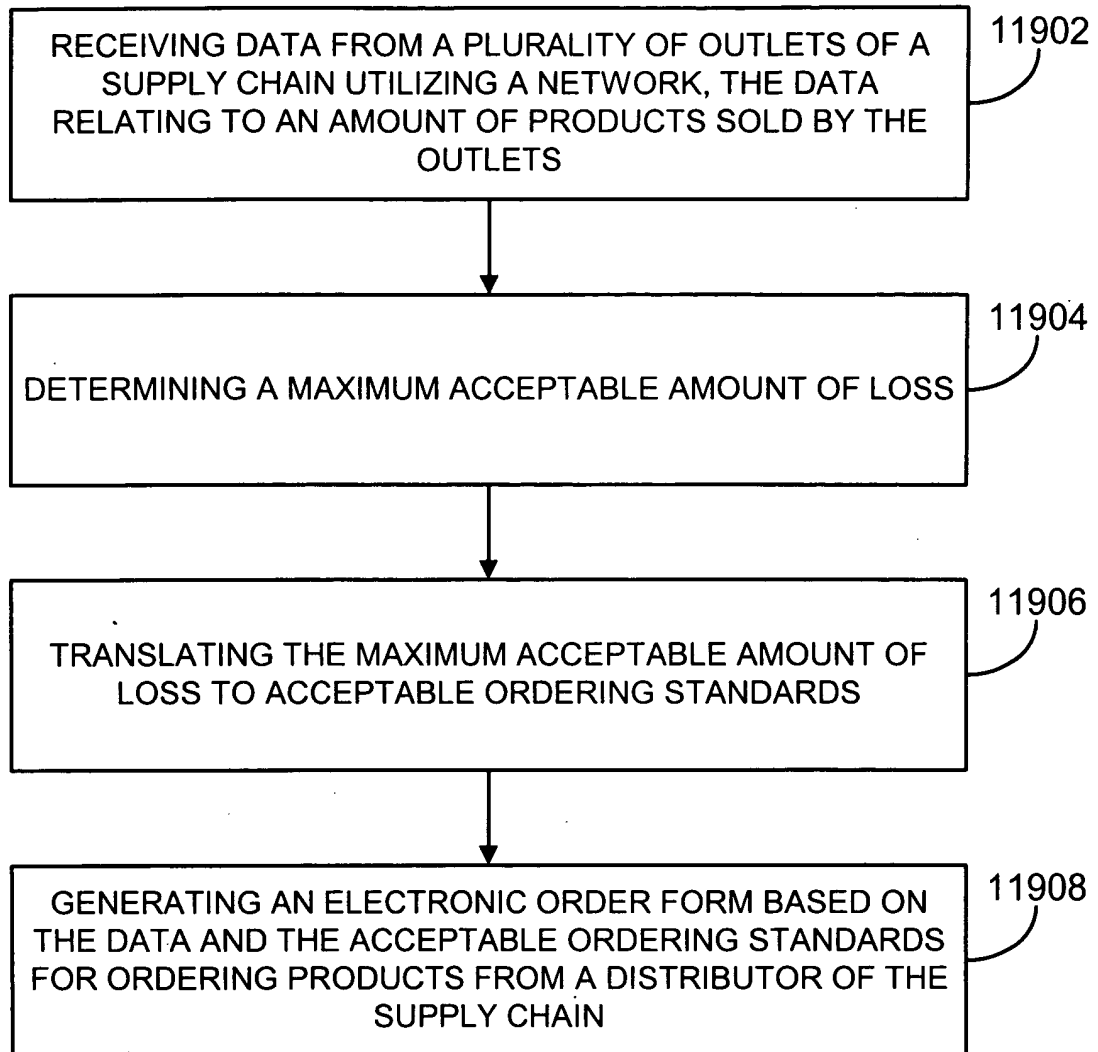 RECEIVING DATA FROM A PLURALITY OF OUTLETS OF A
SUPPLY CHAIN UTILIZING A NETWORK, THE DATA
RELATING TO AN AMOUNT OF PRODUCTS SOLD BY THE
OUTLETS
11902
DETERMINING A MAXIMUM ACCEPTABLE AMOUNT OF LOSS
11904
TRANSLATING THE MAXIMUM ACCEPTABLE AMOUNT OF
LOSS TO ACCEPTABLE ORDERING STANDARDS
11906
GENERATING AN ELECTRONIC ORDER FORM BASED ON
THE DATA AND THE ACCEPTABLE ORDERING STANDARDS
FOR ORDERING PRODUCTS FROM A DISTRIBUTOR OF THE
SUPPLY CHAIN
11908